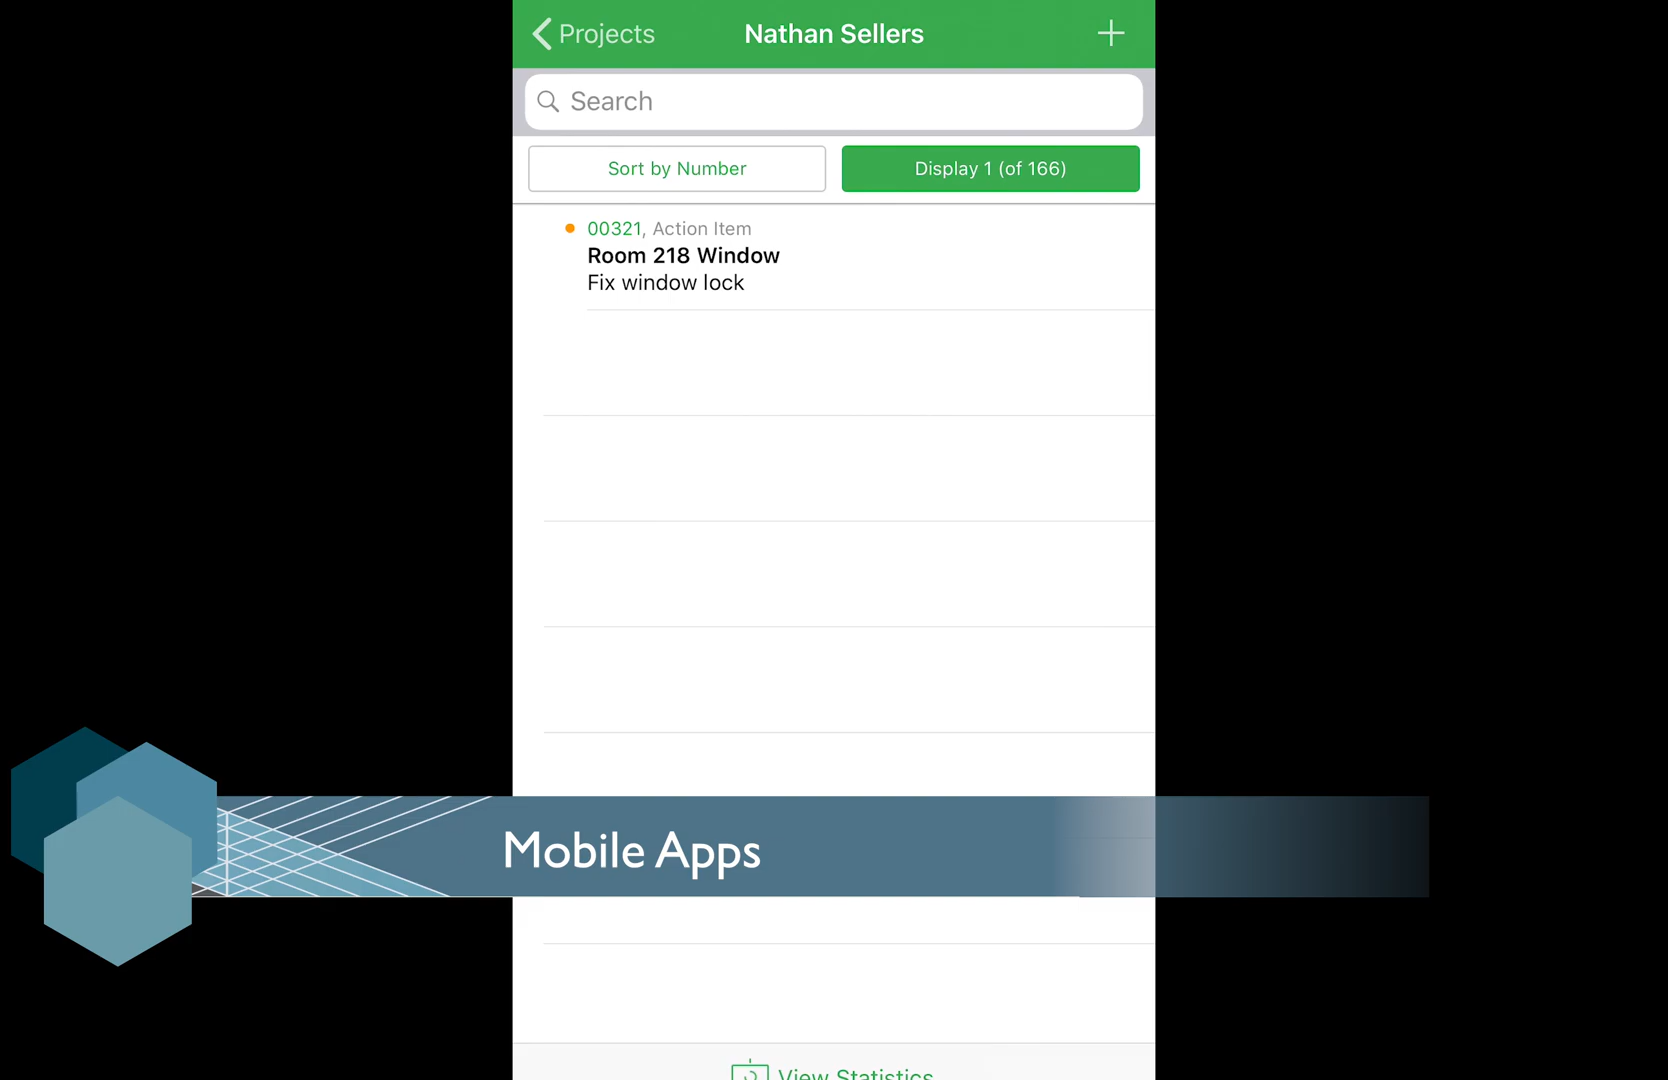 Projects
Nathan Sellers
Search
Sort by Number
Display 1 (of 166)
00321, Action Item
Room 218 Window
Fix window lock
Mobile Apps
View Statistics